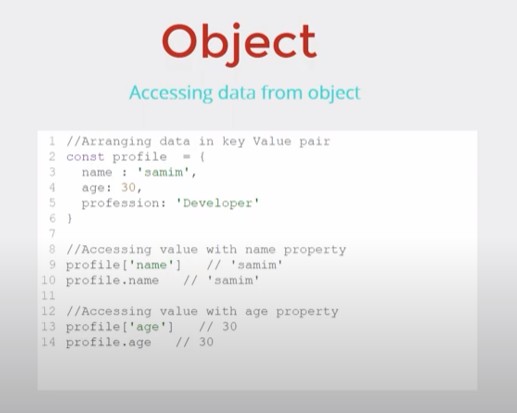 Object
Accessing data from object
1 //Arranging data in key Value pair
2 const profile = {
3   name : 'samim',
4   age: 30,
5   profession: 'Developer'
6 }
7
8 //Accessing value with name property
9 profile['name']   // 'samim'
10 profile.name   // 'samim'
11
12 //Accessing value with age property
13 profile['age']   // 30
14 profile.age   // 30